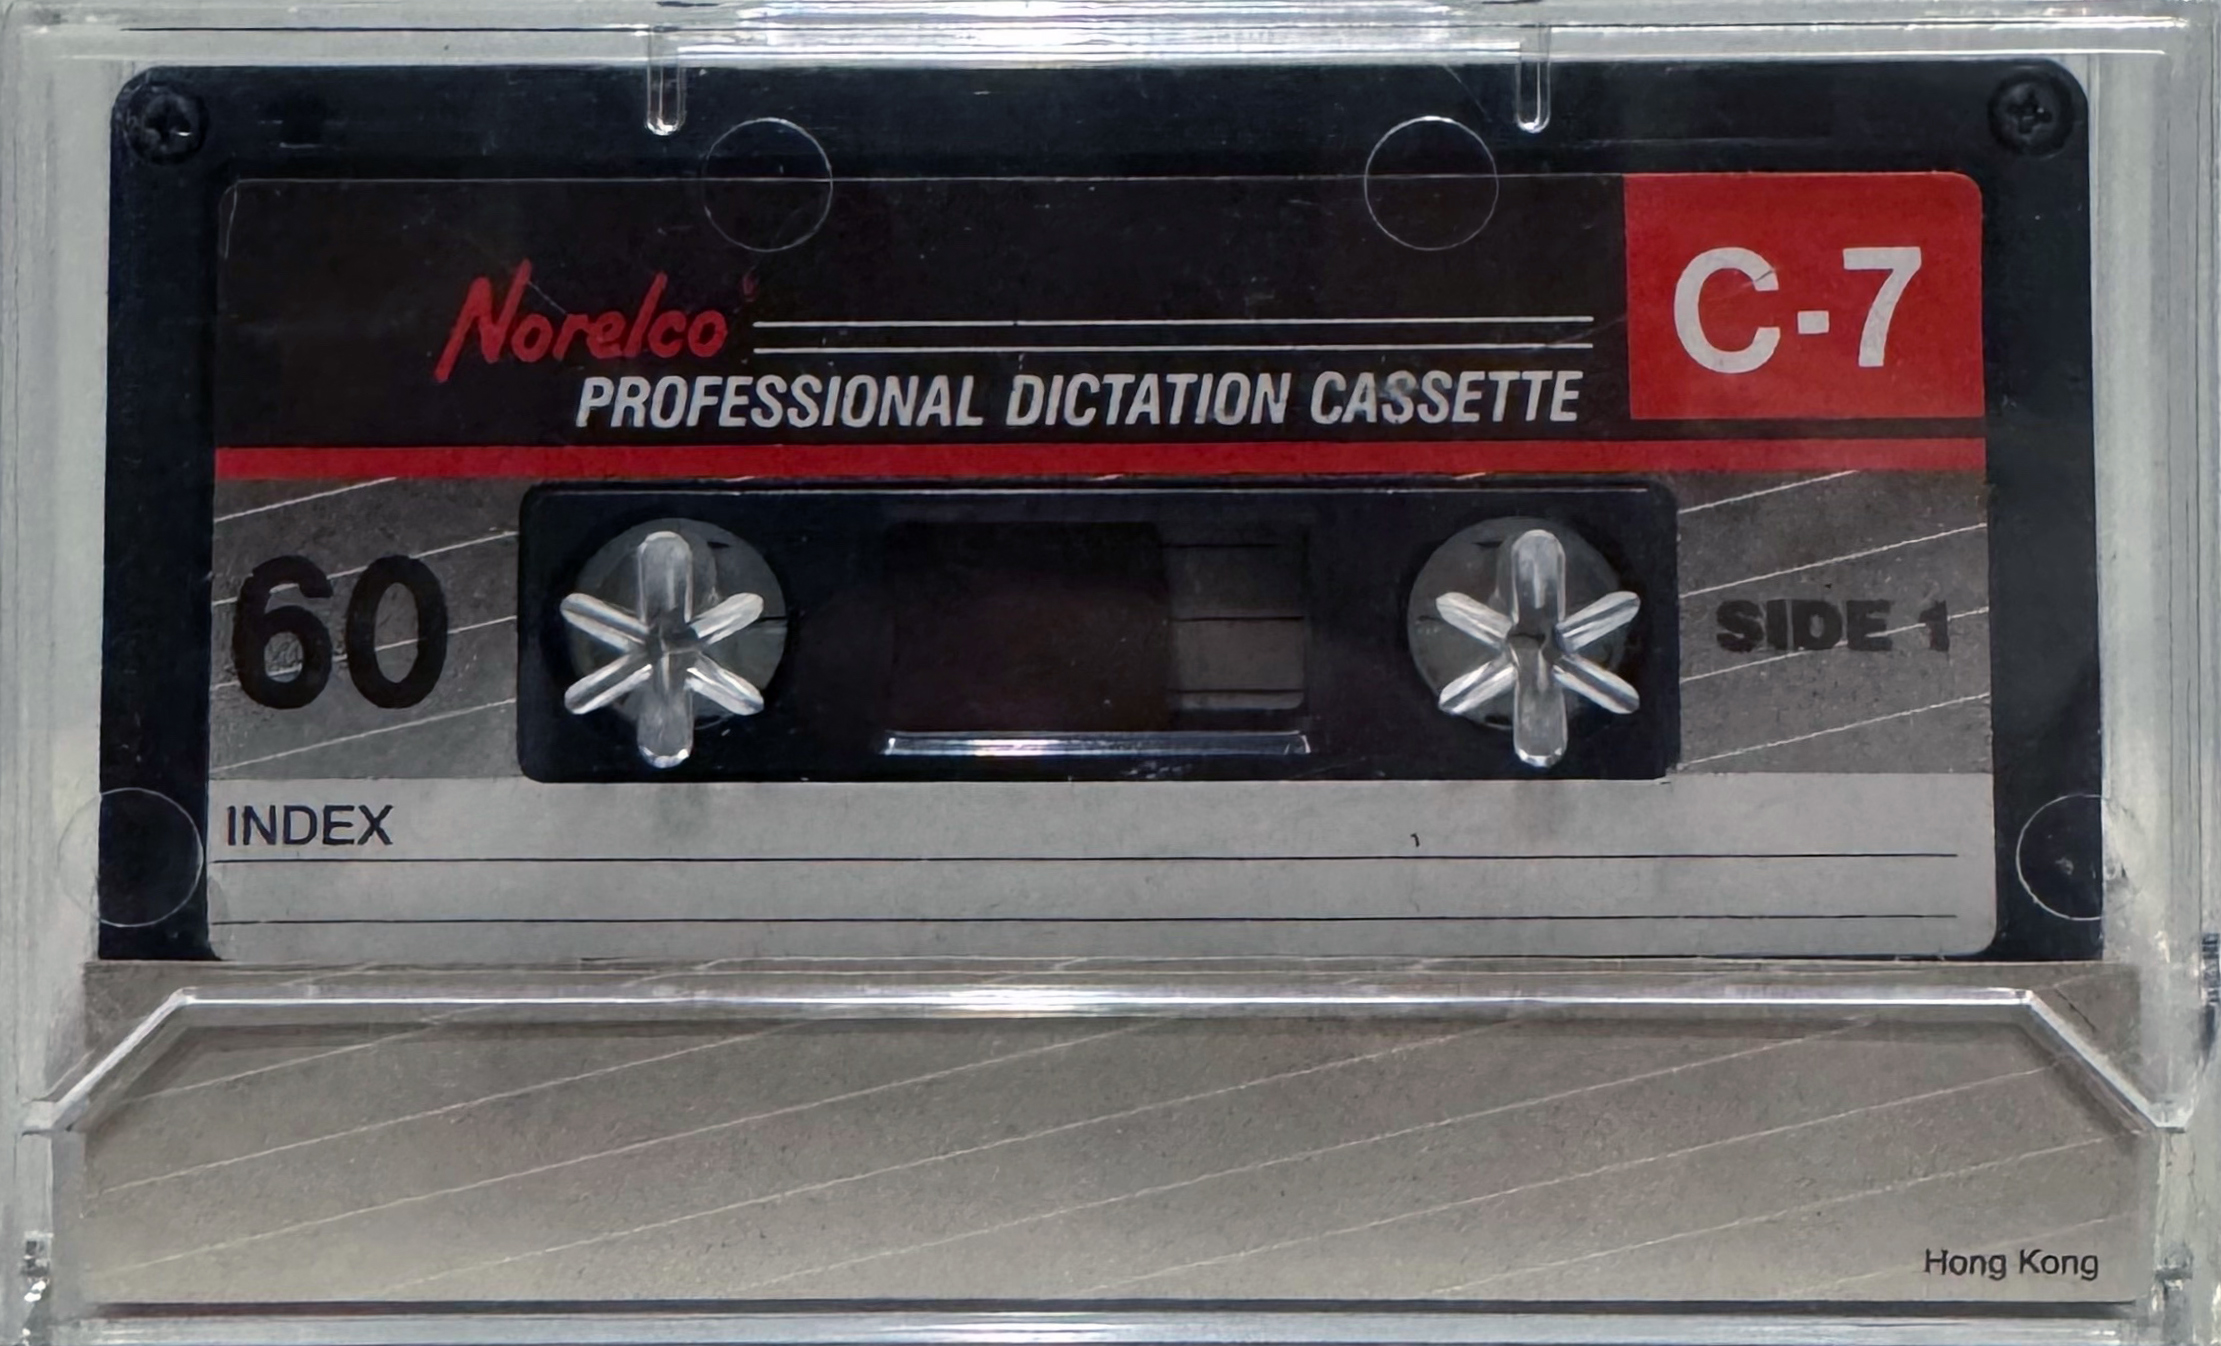 Norelco
C-7
PROFESSIONAL DICTATION CASSETTE
60
SIDE 1
INDEX
Hong Kong